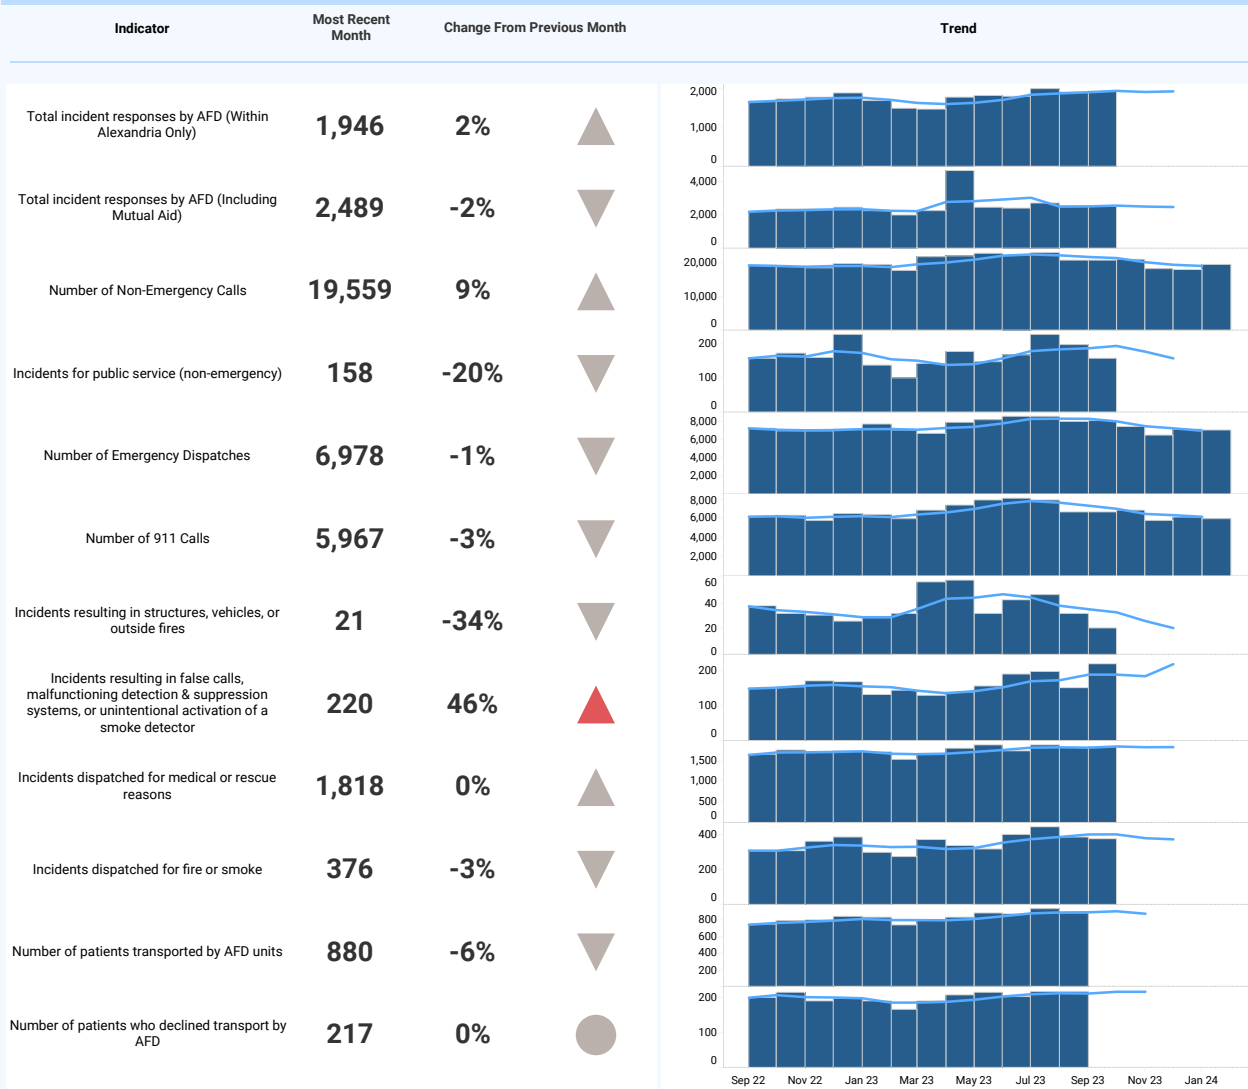 Indicator
Most Recent
Month
Change From Previous Month
Trend
Total incident responses by AFD (Within
Alexandria Only)
1,946
2%
2,000
1,000
0
Total incident responses by AFD (Including
Mutual Aid)
2,489
-2%
4,000
2,000
0
Number of Non-Emergency Calls
19,559
9%
20,000
10,000
0
Incidents for public service (non-emergency)
158
-20%
200
100
0
Number of Emergency Dispatches
6,978
-1%
8,000
6,000
4,000
2,000
Number of 911 Calls
5,967
-3%
8,000
6,000
4,000
2,000
Incidents resulting in structures, vehicles, or
outside fires
21
-34%
60
40
20
0
Incidents resulting in false calls,
malfunctioning detection & suppression
systems, or unintentional activation of a
smoke detector
220
46%
200
100
0
Incidents dispatched for medical or rescue
reasons
1,818
0%
1,500
1,000
500
0
Incidents dispatched for fire or smoke
376
-3%
400
200
0
Number of patients transported by AFD units
880
-6%
800
600
400
200
Number of patients who declined transport by
AFD
217
0%
200
100
0
Sep 22 Nov 22 Jan 23 Mar 23 May 23 Jul 23 Sep 23 Nov 23 Jan 24